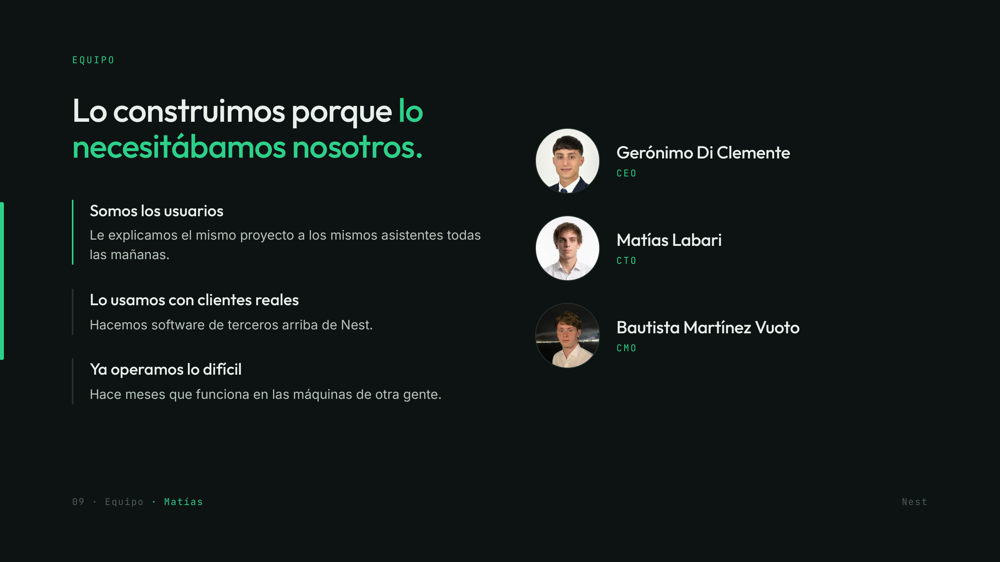 EQUIPO
Lo construimos porque lo
necesitábamos nosotros.
Somos los usuarios
Le explicamos el mismo proyecto a los mismos asistentes todas
las mañanas.
Lo usamos con clientes reales
Hacemos software de terceros arriba de Nest.
Ya operamos lo difícil
Hace meses que funciona en las máquinas de otra gente.
Gerónimo Di Clemente
CEO
Matías Labari
CTO
Bautista Martínez Vuoto
CMO
09 · Equipo · Matías
Nest